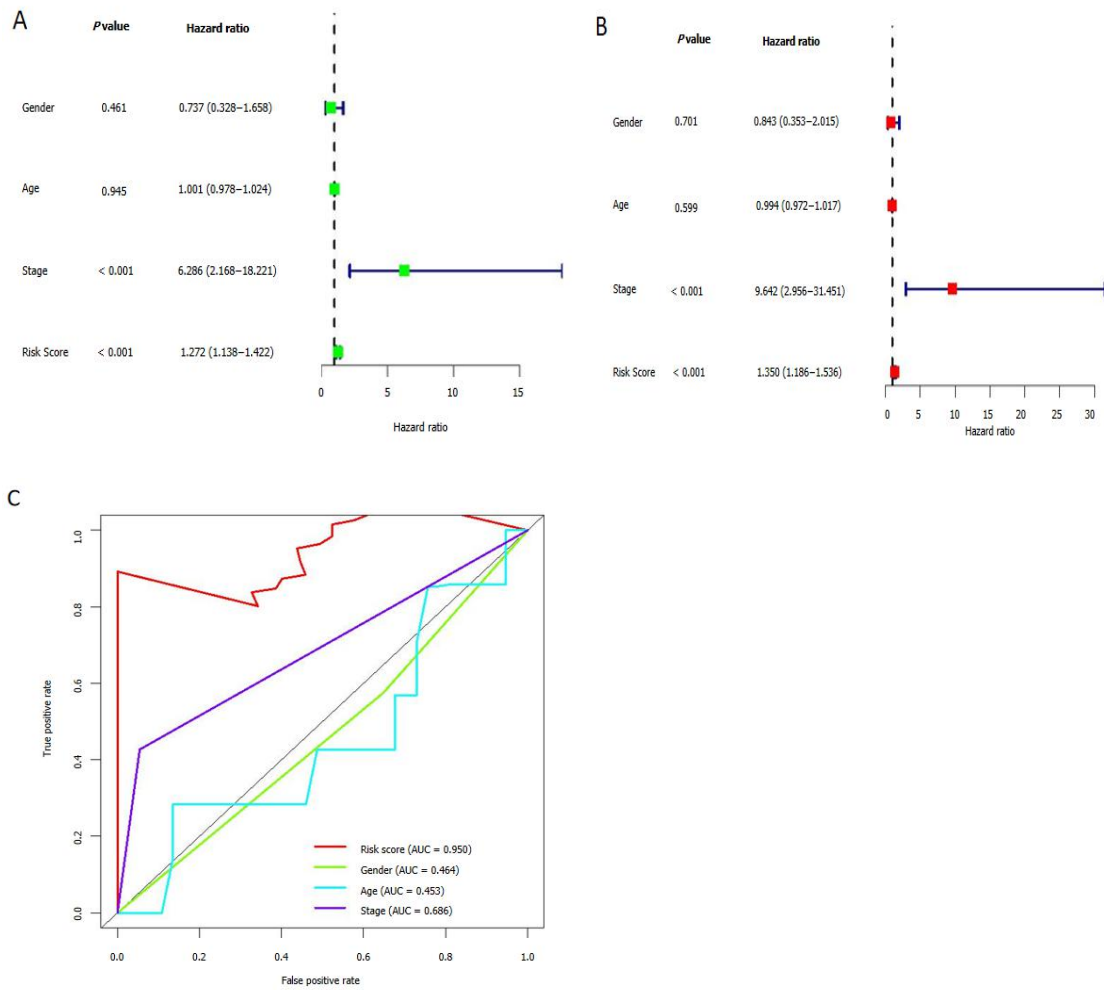 A
P value Hazard ratio
Gender 0.461 0.737 (0.328−1.658)
Age 0.945 1.001 (0.978−1.024)
Stage < 0.001 6.286 (2.168−18.221)
Risk Score < 0.001 1.272 (1.138−1.422)
0 5 10 15
Hazard ratio
B
P value Hazard ratio
Gender 0.701 0.843 (0.353−2.015)
Age 0.599 0.994 (0.972−1.017)
Stage < 0.001 9.642 (2.956−31.451)
Risk Score < 0.001 1.350 (1.186−1.536)
0 5 10 15 20 25 30
Hazard ratio
C
True positive rate
1.0
0.8
0.6
0.4
0.2
0.0
Risk score (AUC = 0.950)
Gender (AUC = 0.464)
Age (AUC = 0.453)
Stage (AUC = 0.686)
0.0 0.2 0.4 0.6 0.8 1.0
False positive rate